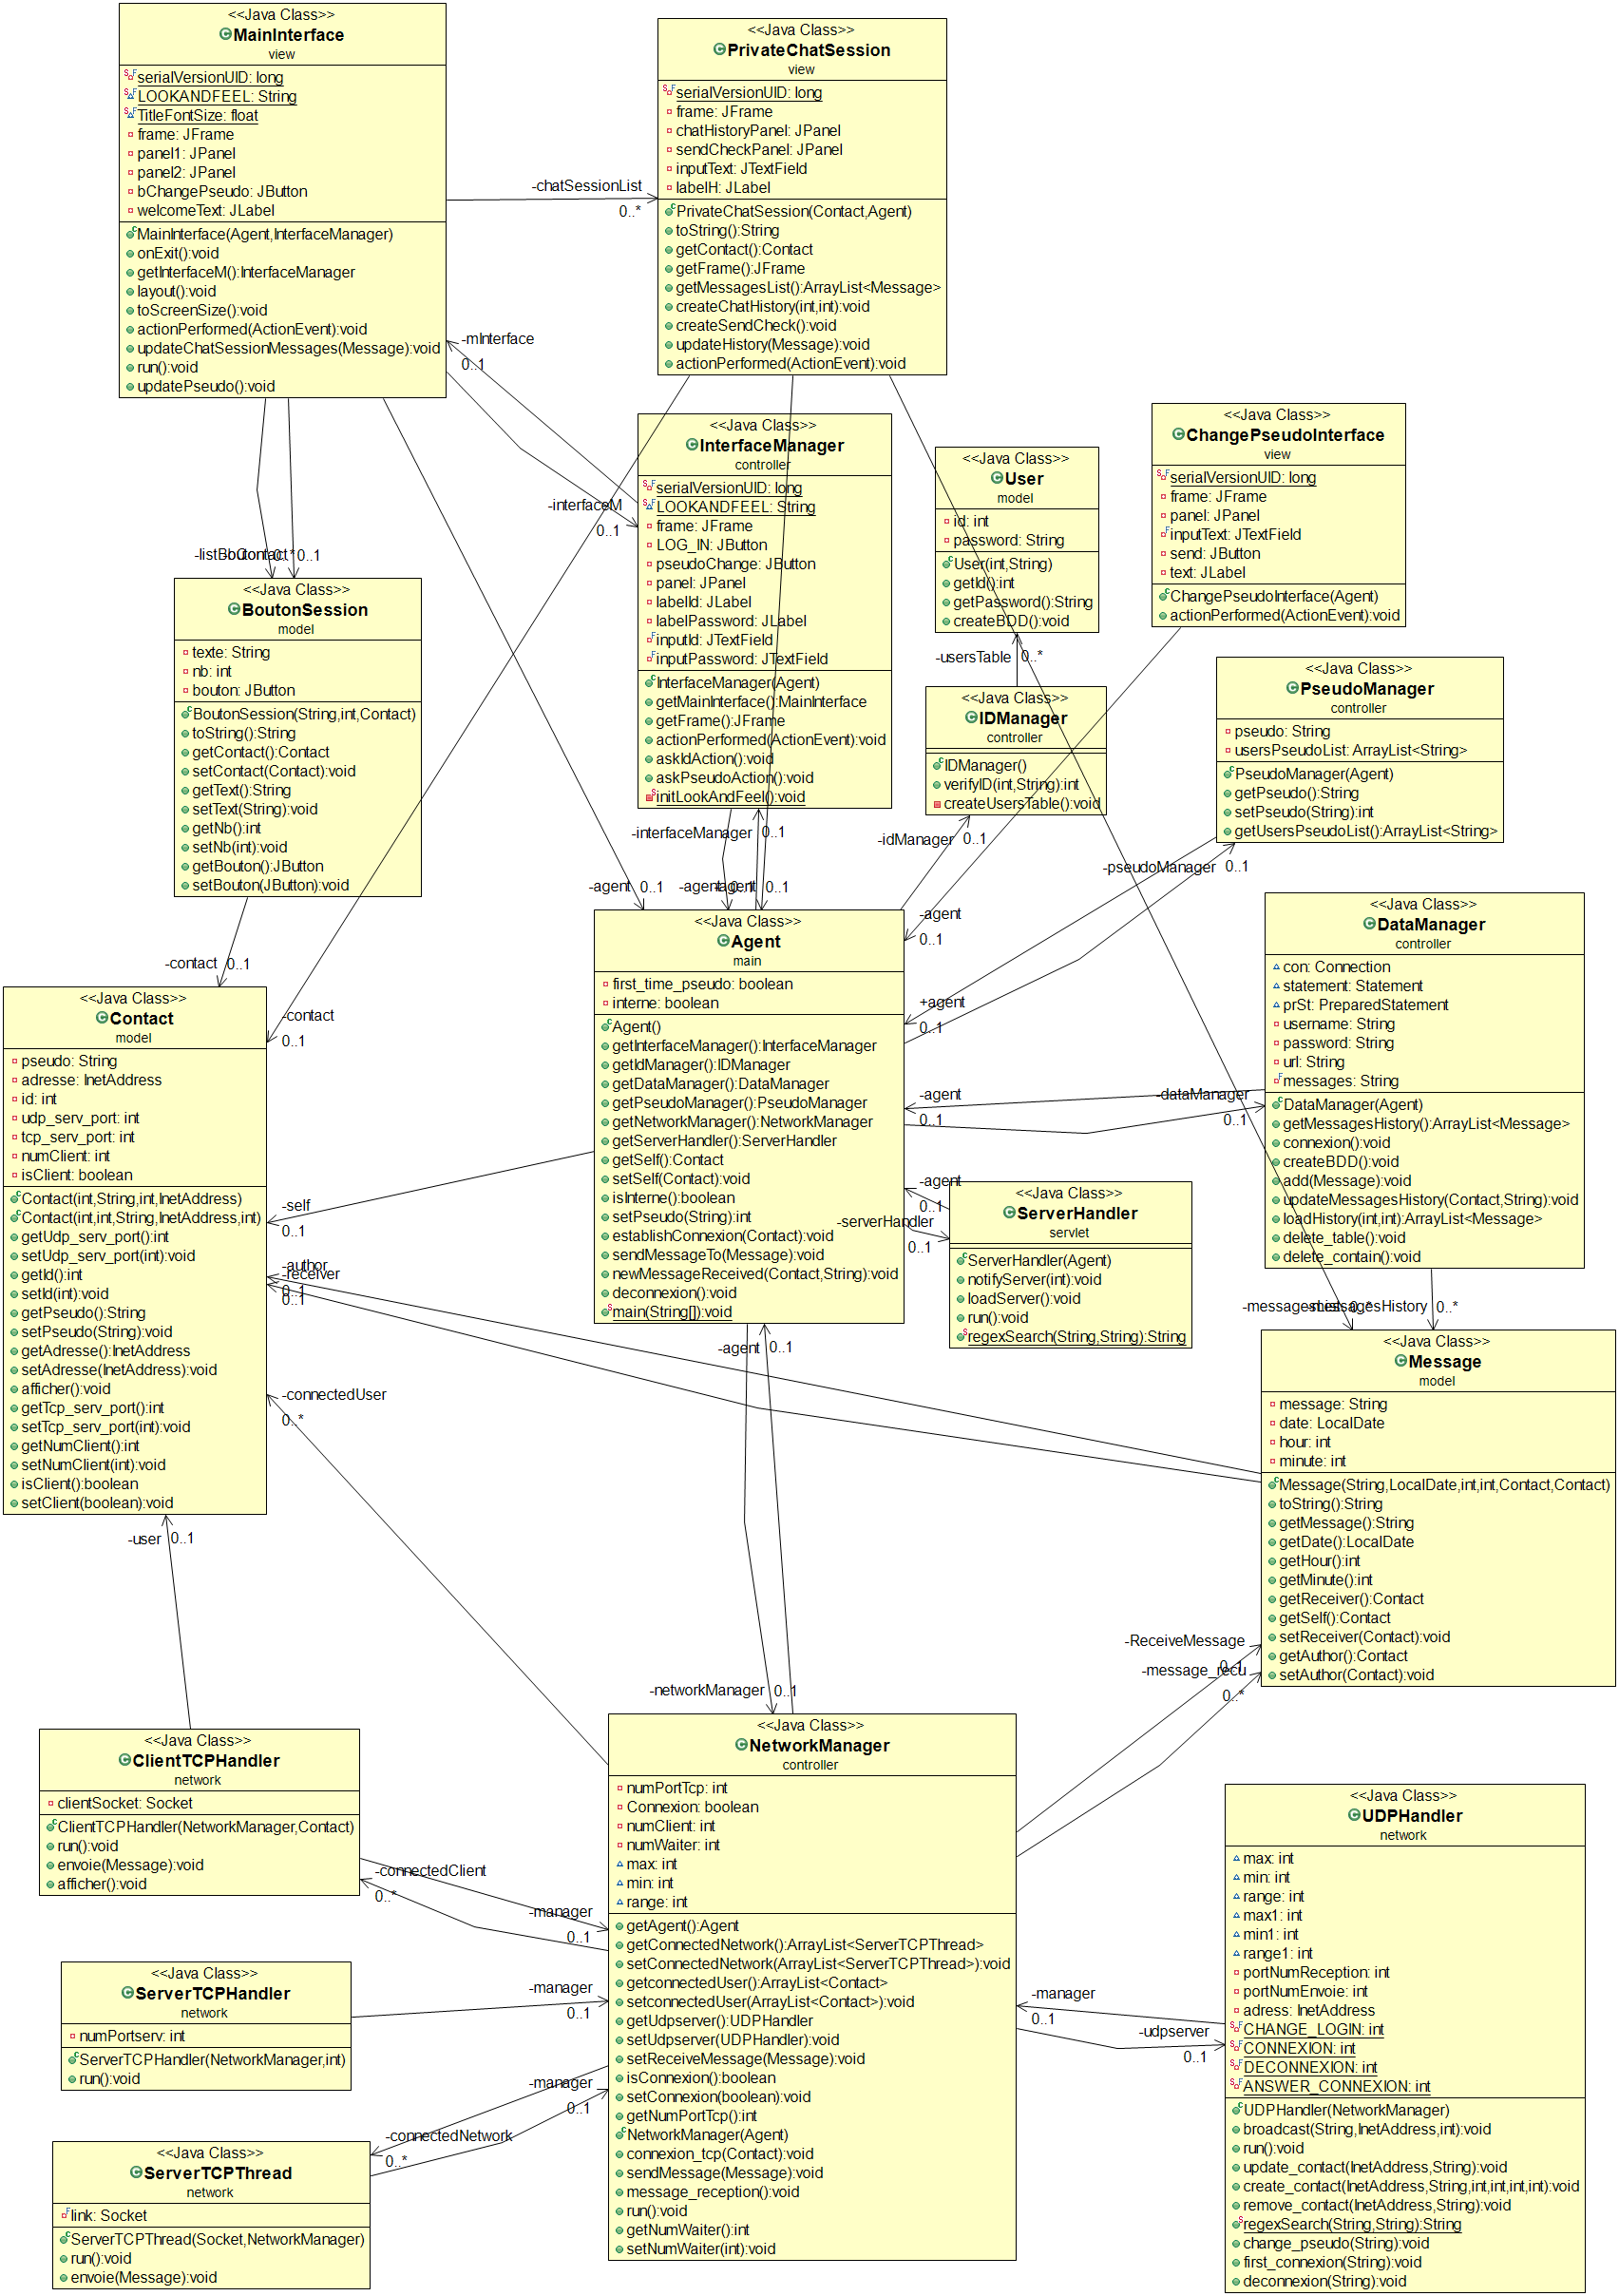 <<Java Class>>
MainInterface
view
serialVersionUID: long
LOOKANDFEEL: String
TitleFontSize: float
frame: JFrame
panel1: JPanel
panel2: JPanel
bChangePseudo: JButton
welcomeText: JLabel
MainInterface(Agent,InterfaceManager)
onExit():void
getInterfaceM():InterfaceManager
layout():void
toScreenSize():void
actionPerformed(ActionEvent):void
updateChatSessionMessages(Message):void
run():void
updatePseudo():void
-chatSessionList
0..*
<<Java Class>>
PrivateChatSession
view
serialVersionUID: long
frame: JFrame
chatHistoryPanel: JPanel
sendCheckPanel: JPanel
inputText: JTextField
labelH: JLabel
PrivateChatSession(Contact,Agent)
toString():String
getContact():Contact
getFrame():JFrame
getMessagesList():ArrayList<Message>
createChatHistory(int,int):void
createSendCheck():void
updateHistory(Message):void
actionPerformed(ActionEvent):void
-mInterface
0..1
-interfaceM
0..1
<<Java Class>>
InterfaceManager
controller
serialVersionUID: long
LOOKANDFEEL: String
frame: JFrame
LOG_IN: JButton
pseudoChange: JButton
panel: JPanel
labelId: JLabel
labelPassword: JLabel
inputId: JTextField
inputPassword: JTextField
InterfaceManager(Agent)
getMainInterface():MainInterface
getFrame():JFrame
actionPerformed(ActionEvent):void
askIdAction():void
askPseudoAction():void
initLookAndFeel():void
<<Java Class>>
User
model
id: int
password: String
User(int,String)
getId():int
getPassword():String
createBDD():void
-usersTable
0..*
<<Java Class>>
IDManager
controller
IDManager()
verifyID(int,String):int
createUsersTable():void
<<Java Class>>
ChangePseudoInterface
view
serialVersionUID: long
frame: JFrame
panel: JPanel
inputText: JTextField
send: JButton
text: JLabel
ChangePseudoInterface(Agent)
actionPerformed(ActionEvent):void
<<Java Class>>
PseudoManager
controller
pseudo: String
usersPseudoList: ArrayList<String>
PseudoManager(Agent)
getPseudo():String
setPseudo(String):int
getUsersPseudoList():ArrayList<String>
0..1
<<Java Class>>
BoutonSession
model
texte: String
nb: int
bouton: JButton
BoutonSession(String,int,Contact)
toString():String
getContact():Contact
setContact(Contact):void
getText():String
setText(String):void
getNb():int
setNb(int):void
getBouton():JButton
setBouton(JButton):void
-interfaceManager
0..1
-idManager
0..1
-pseudoManager
0..1
-agent
0..1
-agent
0..1
-contact
0..1
-contact
0..1
+agent
0..1
<<Java Class>>
Agent
main
first_time_pseudo: boolean
interne: boolean
Agent()
getInterfaceManager():InterfaceManager
getIdManager():IDManager
getDataManager():DataManager
getPseudoManager():PseudoManager
getNetworkManager():NetworkManager
getServerHandler():ServerHandler
getSelf():Contact
setSelf(Contact):void
isInterne():boolean
setPseudo(String):int
establishConnexion(Contact):void
sendMessageTo(Message):void
newMessageReceived(Contact,String):void
deconnexion():void
main(String[]):void
<<Java Class>>
DataManager
controller
con: Connection
statement: Statement
prSt: PreparedStatement
username: String
password: String
url: String
messages: String
DataManager(Agent)
getMessagesHistory():ArrayList<Message>
connexion():void
createBDD():void
add(Message):void
updateMessagesHistory(Contact,String):void
loadHistory(int,int):ArrayList<Message>
delete_table():void
delete_contain():void
-agent
0..1
-dataManager
0..1
-agent
0..1
-serverHandler
0..1
<<Java Class>>
ServerHandler
servlet
ServerHandler(Agent)
notifyServer(int):void
loadServer():void
run():void
regexSearch(String,String):String
<<Java Class>>
Contact
model
pseudo: String
adresse: InetAddress
id: int
udp_serv_port: int
tcp_serv_port: int
numClient: int
isClient: boolean
Contact(int,String,int,InetAddress)
Contact(int,int,String,InetAddress,int)
getUdp_serv_port():int
setUdp_serv_port(int):void
getId():int
setId(int):void
getPseudo():String
setPseudo(String):void
getAdresse():InetAddress
setAdresse(InetAddress):void
afficher():void
getTcp_serv_port():int
setTcp_serv_port(int):void
getNumClient():int
setNumClient(int):void
isClient():boolean
setClient(boolean):void
-self
0..1
-author
-receiver
0..1
0..1
-connectedUser
0..*
-user
0..1
-agent
0..1
0..*
<<Java Class>>
Message
model
message: String
date: LocalDate
hour: int
minute: int
Message(String,LocalDate,int,int,Contact,Contact)
toString():String
getMessage():String
getDate():LocalDate
getHour():int
getMinute():int
getReceiver():Contact
getSelf():Contact
setReceiver(Contact):void
getAuthor():Contact
setAuthor(Contact):void
-ReceiveMessage
0..1
-message_recu
0..*
-networkManager
0..1
<<Java Class>>
ClientTCPHandler
network
clientSocket: Socket
ClientTCPHandler(NetworkManager,Contact)
run():void
envoie(Message):void
afficher():void
-connectedClient
0..*
-manager
0..1
<<Java Class>>
NetworkManager
controller
numPortTcp: int
Connexion: boolean
numClient: int
numWaiter: int
max: int
min: int
range: int
getAgent():Agent
getConnectedNetwork():ArrayList<ServerTCPThread>
setConnectedNetwork(ArrayList<ServerTCPThread>):void
getconnectedUser():ArrayList<Contact>
setconnectedUser(ArrayList<Contact>):void
getUdpserver():UDPHandler
setUdpserver(UDPHandler):void
setReceiveMessage(Message):void
isConnexion():boolean
setConnexion(boolean):void
getNumPortTcp():int
NetworkManager(Agent)
connexion_tcp(Contact):void
sendMessage(Message):void
message_reception():void
run():void
getNumWaiter():int
setNumWaiter(int):void
<<Java Class>>
ServerTCPHandler
network
numPortserv: int
ServerTCPHandler(NetworkManager,int)
run():void
-manager
0..1
-manager
0..1
-connectedNetwork
0..*
<<Java Class>>
ServerTCPThread
network
link: Socket
ServerTCPThread(Socket,NetworkManager)
run():void
envoie(Message):void
-manager
0..1
-udpserver
0..1
<<Java Class>>
UDPHandler
network
max: int
min: int
range: int
max1: int
min1: int
range1: int
portNumReception: int
portNumEnvoie: int
adress: InetAddress
CHANGE_LOGIN: int
CONNEXION: int
DECONNEXION: int
ANSWER_CONNEXION: int
UDPHandler(NetworkManager)
broadcast(String,InetAddress,int):void
run():void
update_contact(InetAddress,String):void
create_contact(InetAddress,String,int,int,int,int):void
remove_contact(InetAddress,String):void
regexSearch(String,String):String
change_pseudo(String):void
first_connexion(String):void
deconnexion(String):void